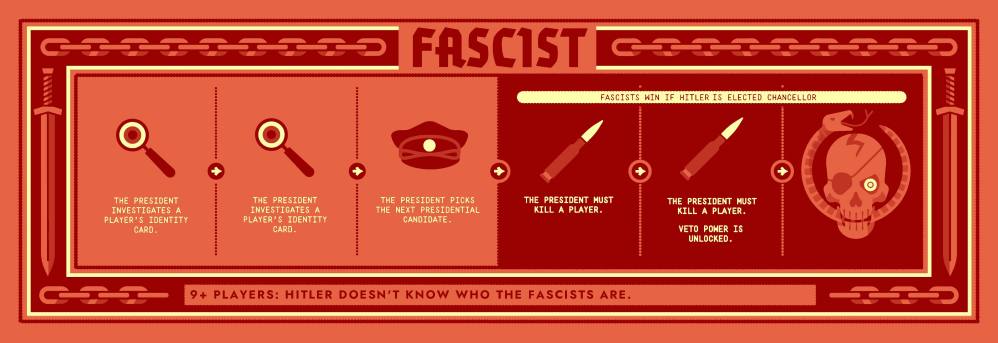 FASCIST
FASCISTS WIN IF HITLER IS ELECTED CHANCELLOR
THE PRESIDENT
INVESTIGATES A
PLAYER'S IDENTITY
CARD.
THE PRESIDENT
INVESTIGATES A
PLAYER'S IDENTITY
CARD.
THE PRESIDENT PICKS
THE NEXT PRESIDENTIAL
CANDIDATE.
THE PRESIDENT MUST
KILL A PLAYER.
THE PRESIDENT MUST
KILL A PLAYER.
VETO POWER IS
UNLOCKED.
9+ PLAYERS: HITLER DOESN'T KNOW WHO THE FASCISTS ARE.